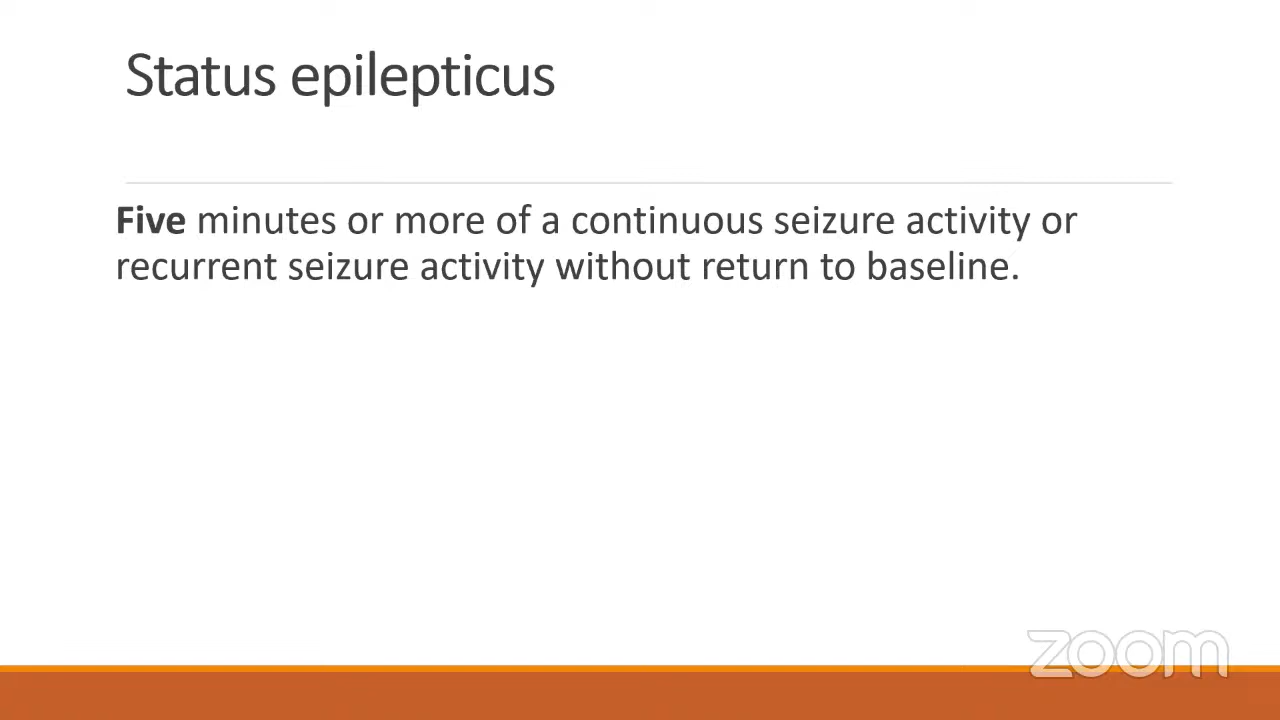 Status epilepticus
Five minutes or more of a continuous seizure activity or
recurrent seizure activity without return to baseline.
zoom